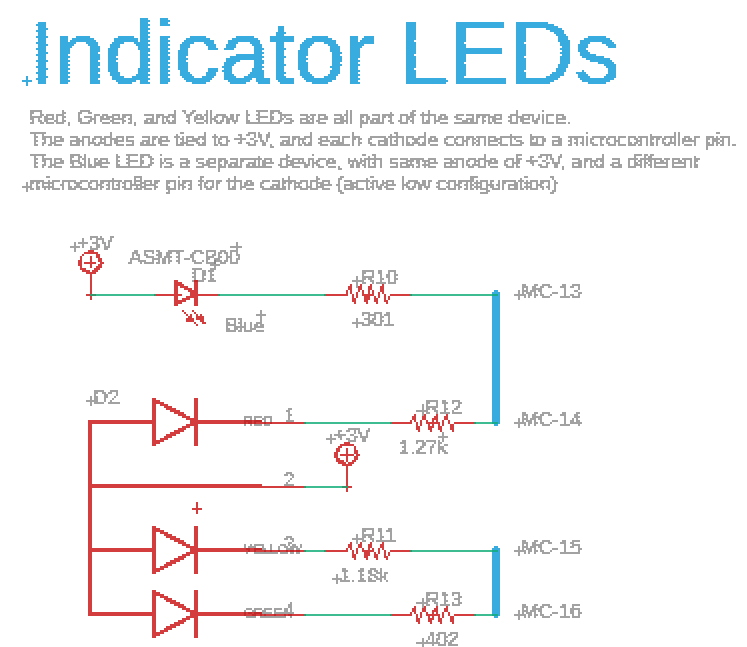 Indicator LEDs
Red, Green, and Yellow LEDs are all part of the same device.
The anodes are tied to +3V, and each cathode connects to a microcontroller pin.
The Blue LED is a separate device, with same anode of +3V, and a different
microcontroller pin for the cathode (active low configuration)
+3V
D1
R10
MC-13
301
Blue
D2
1
R12
MC-14
+3V
1.27k
2
3
YELLOW
R11
MC-15
1.18k
4
R13
MC-16
402